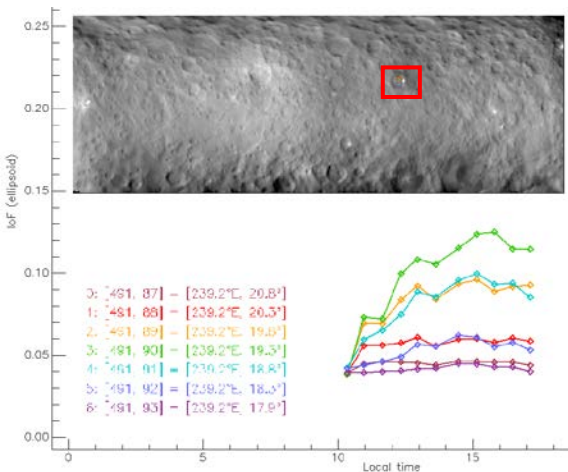 0.25
0.20
0.15
0.10
0.05
0.00
IoF (ellipsoid)
0: [491, 87] = [239.2°E, 20.8°]
1: [491, 88] = [239.2°E, 20.3°]
2: [491, 89] = [239.2°E, 19.8°]
3: [491, 90] = [239.2°E, 19.3°]
4: [491, 91] = [239.2°E, 18.8°]
5: [491, 92] = [239.2°E, 18.3°]
6: [491, 93] = [239.2°E, 17.9°]
0 5 10 15
Local time